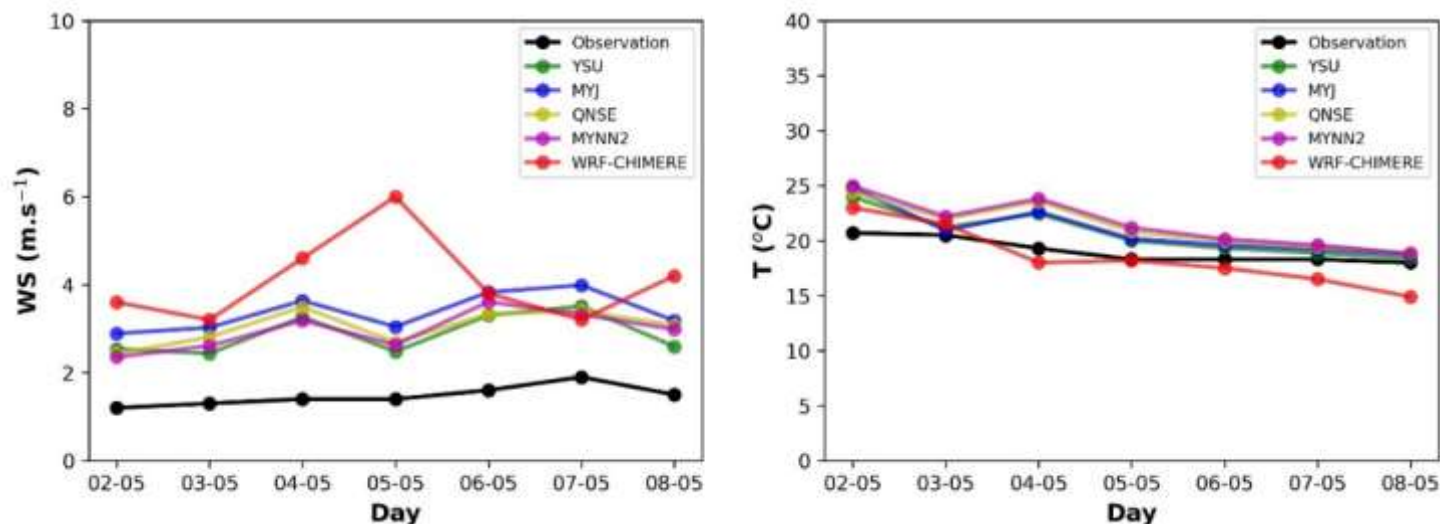 10
8
6
4
2
0
WS (m.s⁻¹)
Observation
YSU
MYJ
QNSE
MYNN2
WRF-CHIMERE
02-05 03-05 04-05 05-05 06-05 07-05 08-05
Day
40
35
30
25
20
15
10
5
0
T (°C)
Observation
YSU
MYJ
QNSE
MYNN2
WRF-CHIMERE
02-05 03-05 04-05 05-05 06-05 07-05 08-05
Day